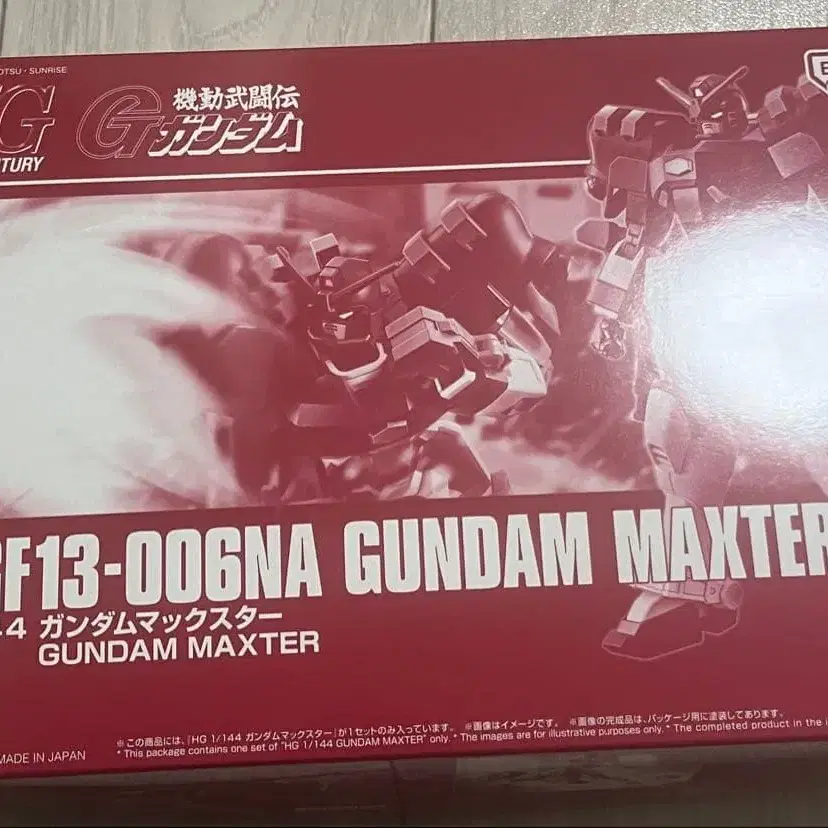 OTSU・SUNRISE
HG
機動武闘伝
Gガンダム
GF13-006NA GUNDAM MAXTER
ガンダムマックスター
GUNDAM MAXTER
※この商品には、「HG 1/144 ガンダムマックスター」が1セットのみ入っています。 ※画像はイメージです。 ※画像の完成品は、パッケージ用に塗装してあります。
* This package contains one set of "HG 1/144 GUNDAM MAXTER" only. * The images are for illustrative purposes only. * The completed product in the
MADE IN JAPAN